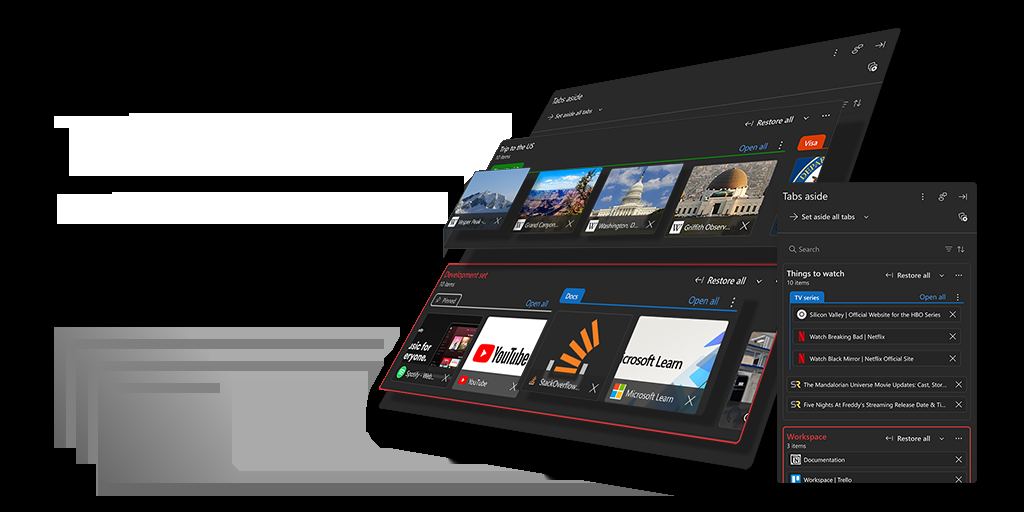 Tabs aside
Set aside all tabs
Restore all
Trip to the US
10 items
Open all
Visa
Vesper Peak -...
Grand Canyon...
Washington, D...
Griffith Observ...
Development set
10 items
Restore all
Pinned
Open all
Docs
Open all
YouTube
Microsoft Learn
Spotify - Web...
YouTube
StackOverflow...
Microsoft Learn
Tabs aside
Set aside all tabs
Search
Things to watch
10 items
Restore all
TV series
Open all
Silicon Valley | Official Website for the HBO Series
Watch Breaking Bad | Netflix
Watch Black Mirror | Netflix Official Site
The Mandalorian Universe Movie Updates: Cast, Stor...
Five Nights At Freddy's Streaming Release Date & Ti...
Workspace
3 items
Restore all
Documentation
Workspace | Trello